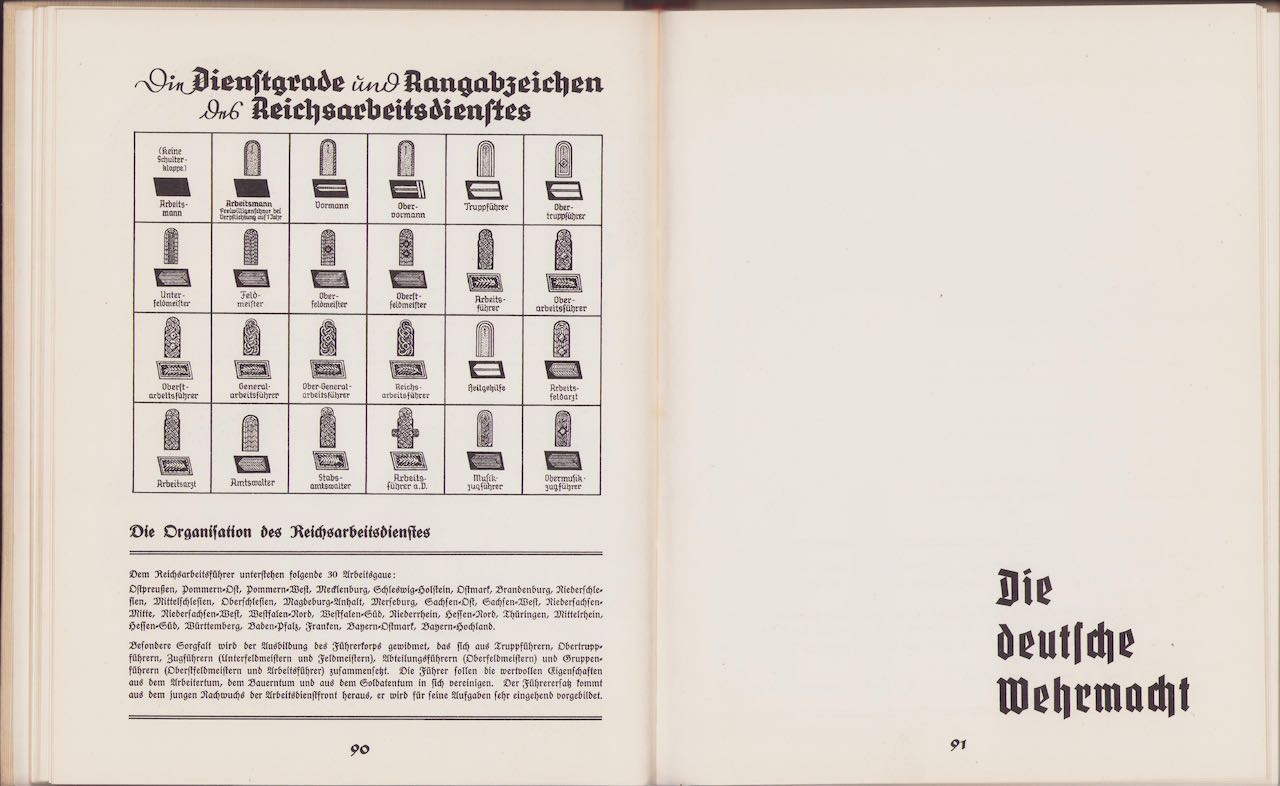 Die Dienstgrade und Rangabzeichen
des Reichsarbeitsdienstes
(Keine
Schulter-
klappe)
Arbeits-
mann
Arbeitsmann
Freiwilligenschar bei
Verpflichtung auf 1 Jahr
Vormann
Ober-
vormann
Truppführer
Ober-
truppführer
Unter-
feldmeister
Feld-
meister
Ober-
feldmeister
Oberst-
feldmeister
Arbeits-
führer
Ober-
arbeitsführer
Oberst-
arbeitsführer
General-
arbeitsführer
Ober-General-
arbeitsführer
Reichs-
arbeitsführer
Heilgehilfe
Arbeits-
feldarzt
Arbeitsarzt
Amtswalter
Stabs-
amtswalter
Arbeits-
führer a.D.
Musik-
zugführer
Obermusik-
zugführer
Die Organisation des Reichsarbeitsdienstes
Dem Reichsarbeitsführer unterstehen folgende 30 Arbeitsgaue:
Ostpreußen, Pommern-Ost, Pommern-West, Mecklenburg, Schleswig-Holstein, Ostmark, Brandenburg, Niederschle-
sien, Mittelschlesien, Oberschlesien, Magdeburg-Anhalt, Merseburg, Sachsen-Ost, Sachsen-West, Niedersachsen-
Mitte, Niedersachsen-West, Westfalen-Nord, Westfalen-Süd, Niederrhein, Hessen-Nord, Thüringen, Mittelrhein,
Hessen-Süd, Württemberg, Baden-Pfalz, Franken, Bayern-Ostmark, Bayern-Hochland.
Besondere Sorgfalt wird der Ausbildung des Führerkorps gewidmet, das sich aus Truppführern, Obertrupp-
führern, Zugführern (Unterfeldmeistern und Feldmeistern), Abteilungsführern (Oberfeldmeistern) und Gruppen-
führern (Oberstfeldmeistern und Arbeitsführer) zusammensetzt. Die Führer sollen die wertvollen Eigenschaften
aus dem Arbeitertum, dem Bauerntum und aus dem Soldatentum in sich vereinigen. Der Führerersatz kommt
aus dem jungen Nachwuchs der Arbeitsdienstfront heraus, er wird für seine Aufgaben sehr eingehend vorgebildet.
90
Die
deutsche
Wehrmacht
91